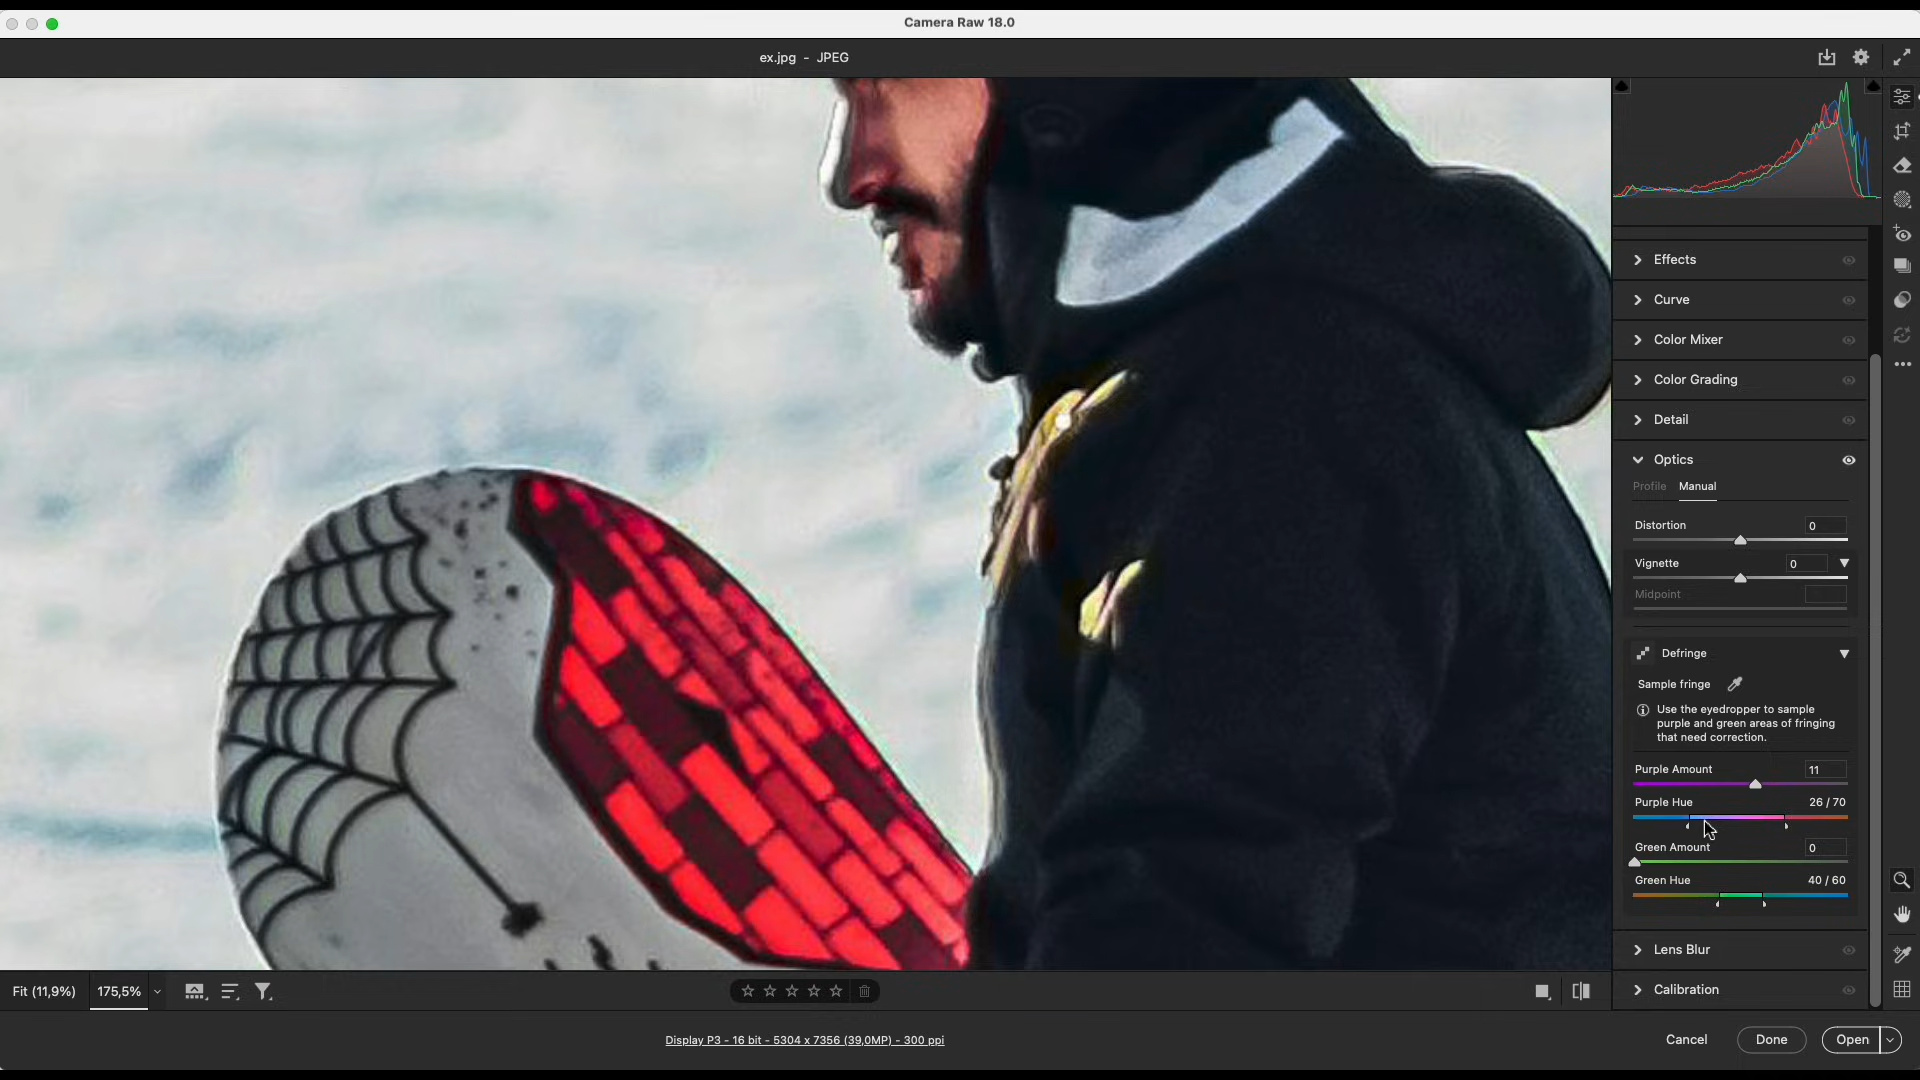 Camera Raw 18.0
ex.jpg - JPEG
Effects
Curve
Color Mixer
Color Grading
Detail
Optics
Profile Manual
Distortion 0
Vignette 0
Midpoint
Defringe
Sample fringe
Use the eyedropper to sample
purple and green areas of fringing
that need correction.
Purple Amount 11
Purple Hue 26 / 70
Green Amount 0
Green Hue 40 / 60
Lens Blur
Calibration
Fit (11,9%) 175,5%
Display P3 - 16 bit - 5304 x 7356 (39,0MP) - 300 ppi
Cancel Done Open